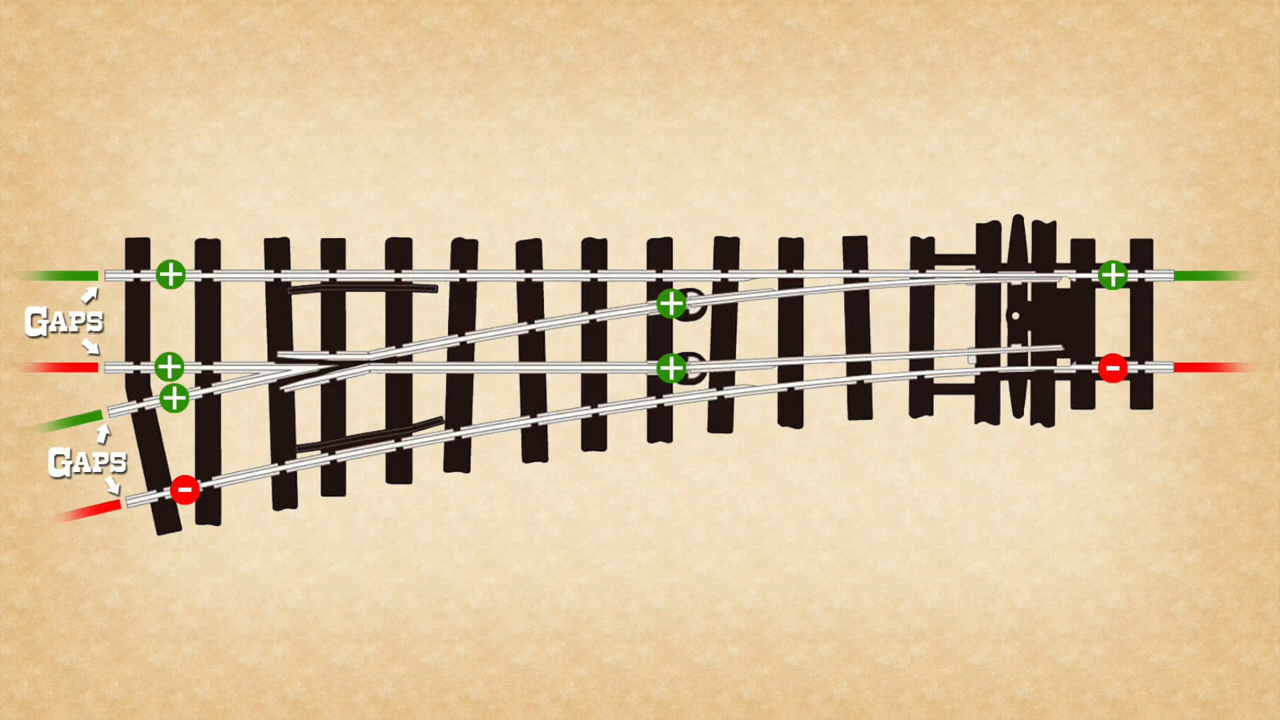 + +
GAPS
+
+ + -
+
GAPS
-